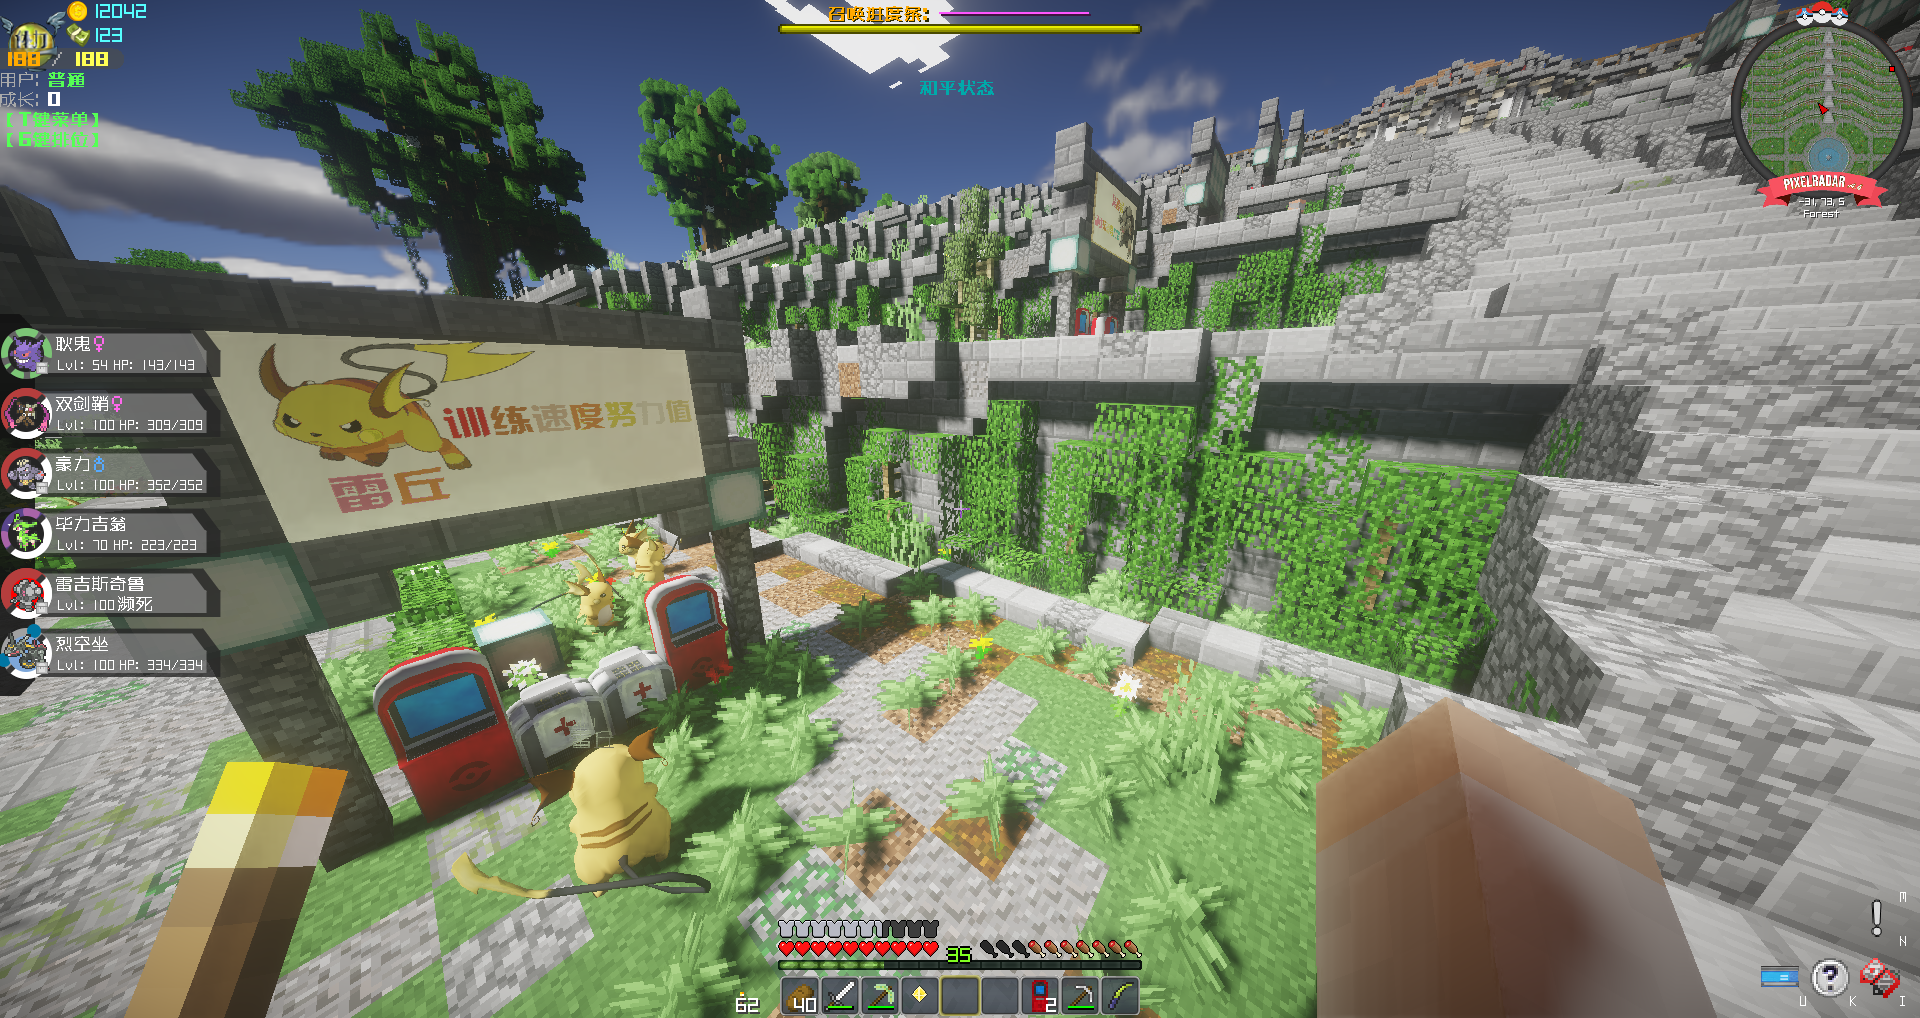 12042
123
188 / 188
用户: 普通
成长: 0
【T键菜单】
召唤进度条:
和平状态
PIXELRADAR
-31, 73, 5
Forest
耿鬼♀
Lvl: 54 HP: 143/143
双剑鞘♀
Lvl: 100 HP: 309/309
豪力♂
Lvl: 100 HP: 352/352
毕力吉翁
Lvl: 70 HP: 223/223
雷吉斯奇鲁
Lvl: 100 濒死
烈空坐
Lvl: 100 HP: 334/334
训练速度努力值
雷丘
35
62
40
2
M
N
U
K
I